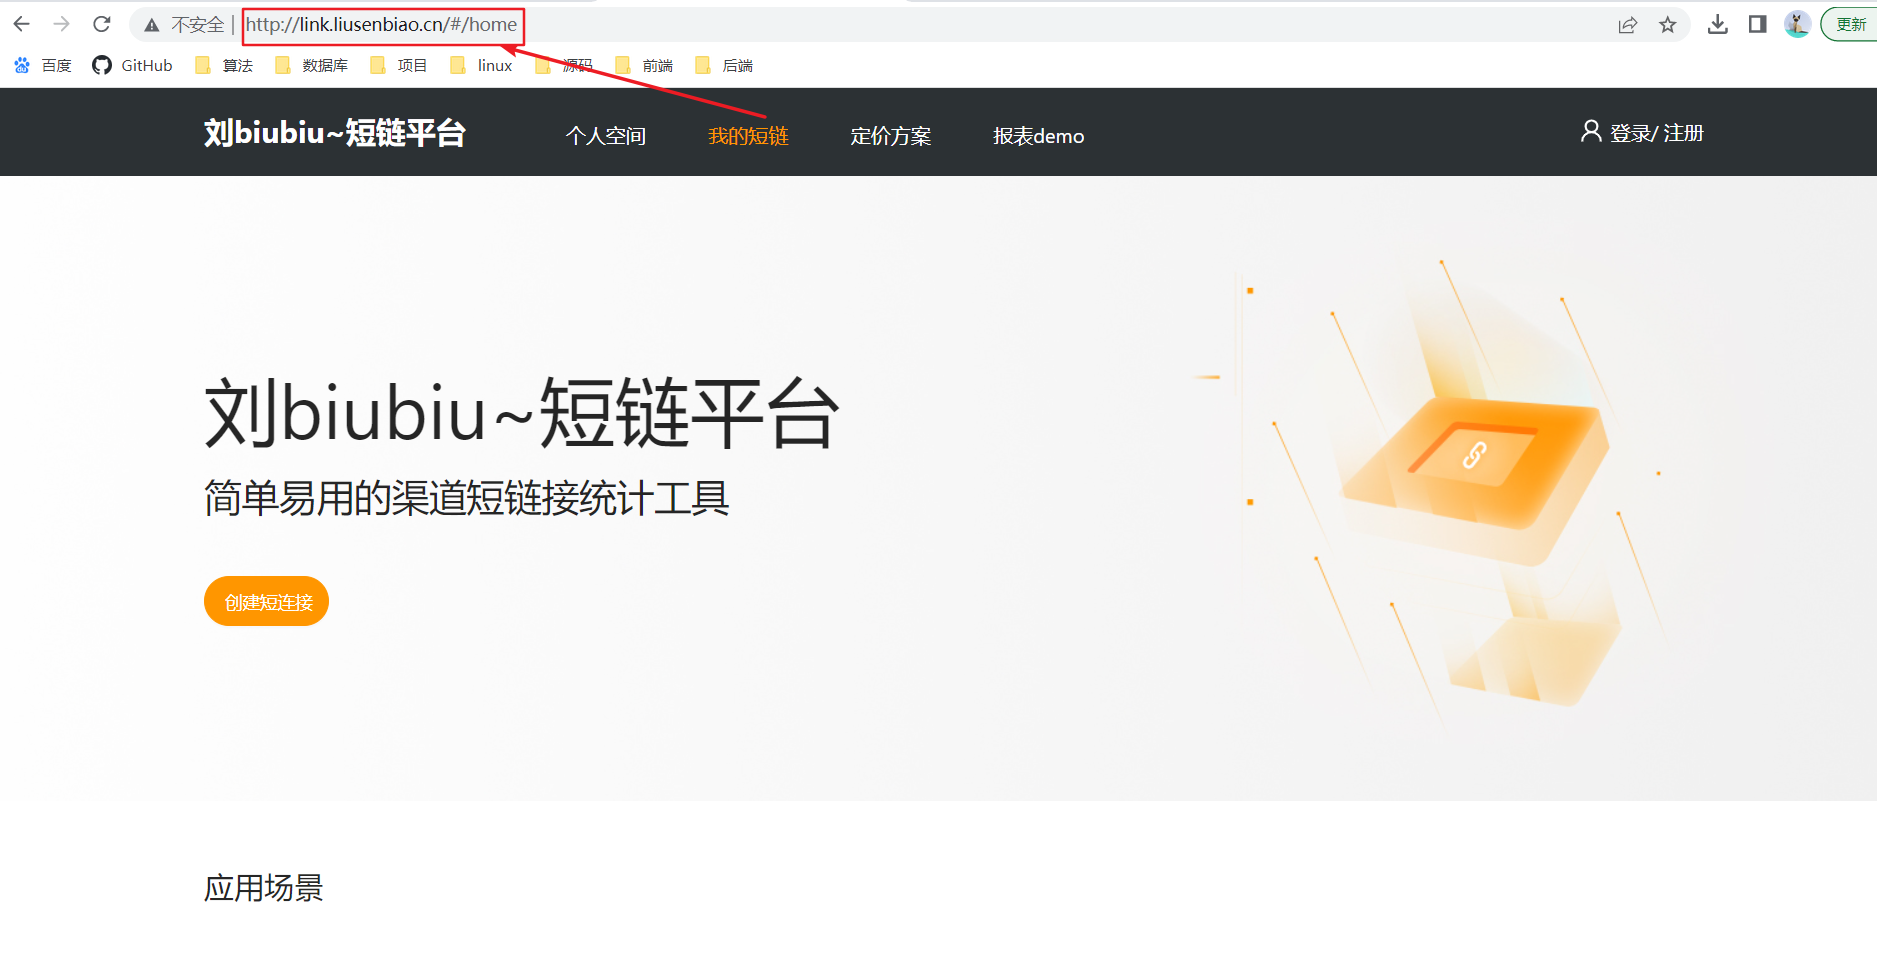 不安全 | http://link.liusenbiao.cn/#/home 更新
百度 GitHub 算法 数据库 项目 linux 源码 前端 后端
刘biubiu~短链平台 个人空间 我的短链 定价方案 报表demo 登录/ 注册
刘biubiu~短链平台
简单易用的渠道短链接统计工具
创建短连接
应用场景